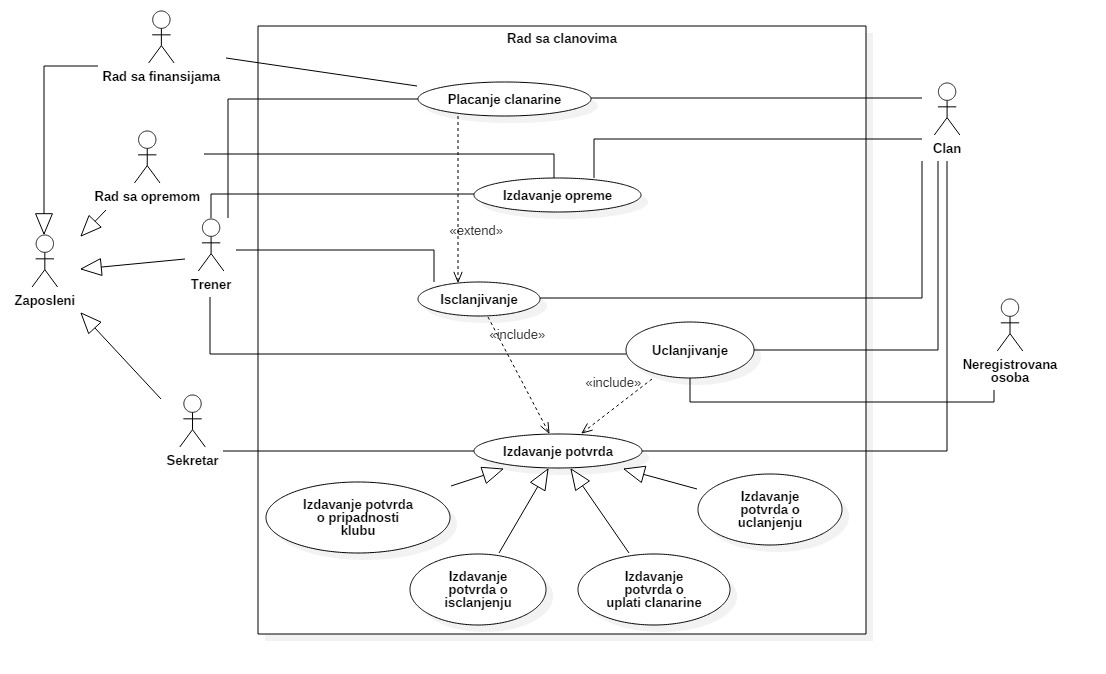 Rad sa clanovima
Rad sa finansijama
Placanje clanarine
Clan
Rad sa opremom
Izdavanje opreme
«extend»
Trener
Zaposleni
Isclanjivanje
«include»
Uclanjivanje
Neregistrovana
osoba
«include»
Sekretar
Izdavanje potvrda
Izdavanje potvrda
o pripadnosti
klubu
Izdavanje
potvrda o
uclanjenju
Izdavanje
potvrda o
isclanjenju
Izdavanje
potvrda o
uplati clanarine